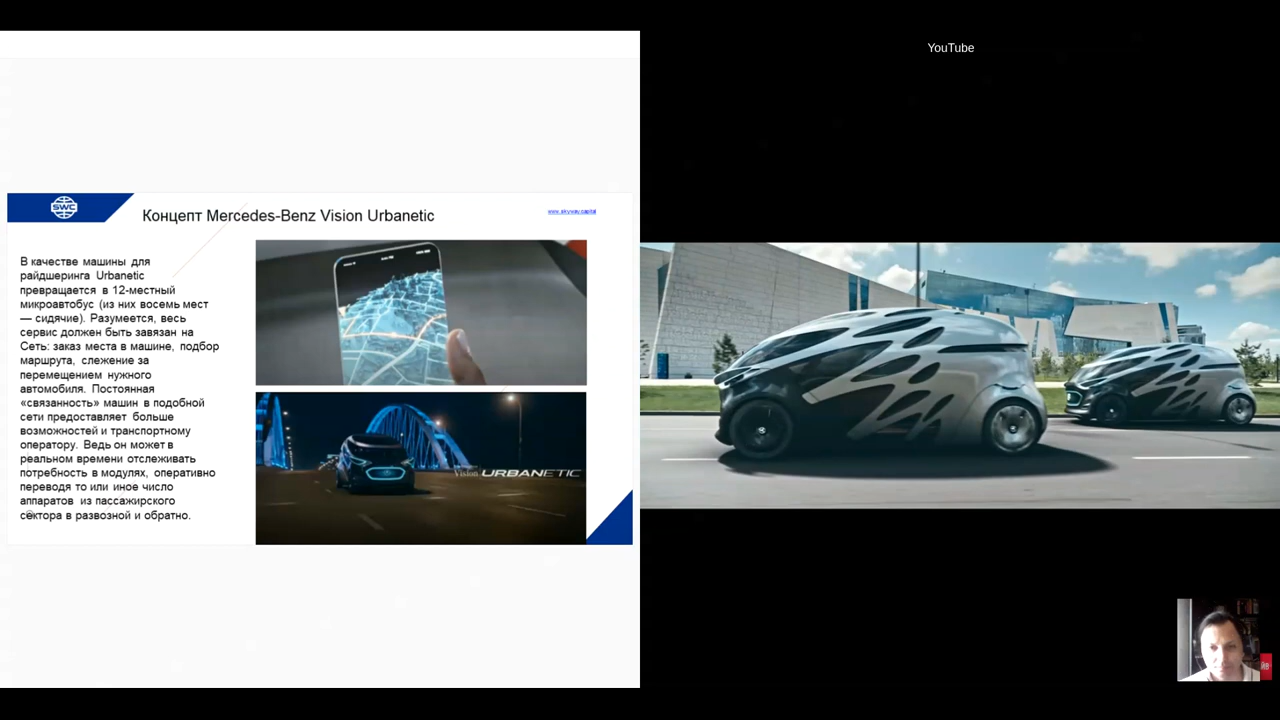 YouTube
SWC
Концепт Mercedes-Benz Vision Urbanetic
www.skyway.capital
В качестве машины для
райдшеринга Urbanetic
превращается в 12-местный
микроавтобус (из них восемь мест
— сидячие). Разумеется, весь
сервис должен быть завязан на
Сеть: заказ места в машине, подбор
маршрута, слежение за
перемещением нужного
автомобиля. Постоянная
«связанность» машин в подобной
сети предоставляет больше
возможностей и транспортному
оператору. Ведь он может в
реальном времени отслеживать
потребность в модулях, оперативно
переводя то или иное число
аппаратов из пассажирского
сектора в развозной и обратно.
Vision URBANETIC